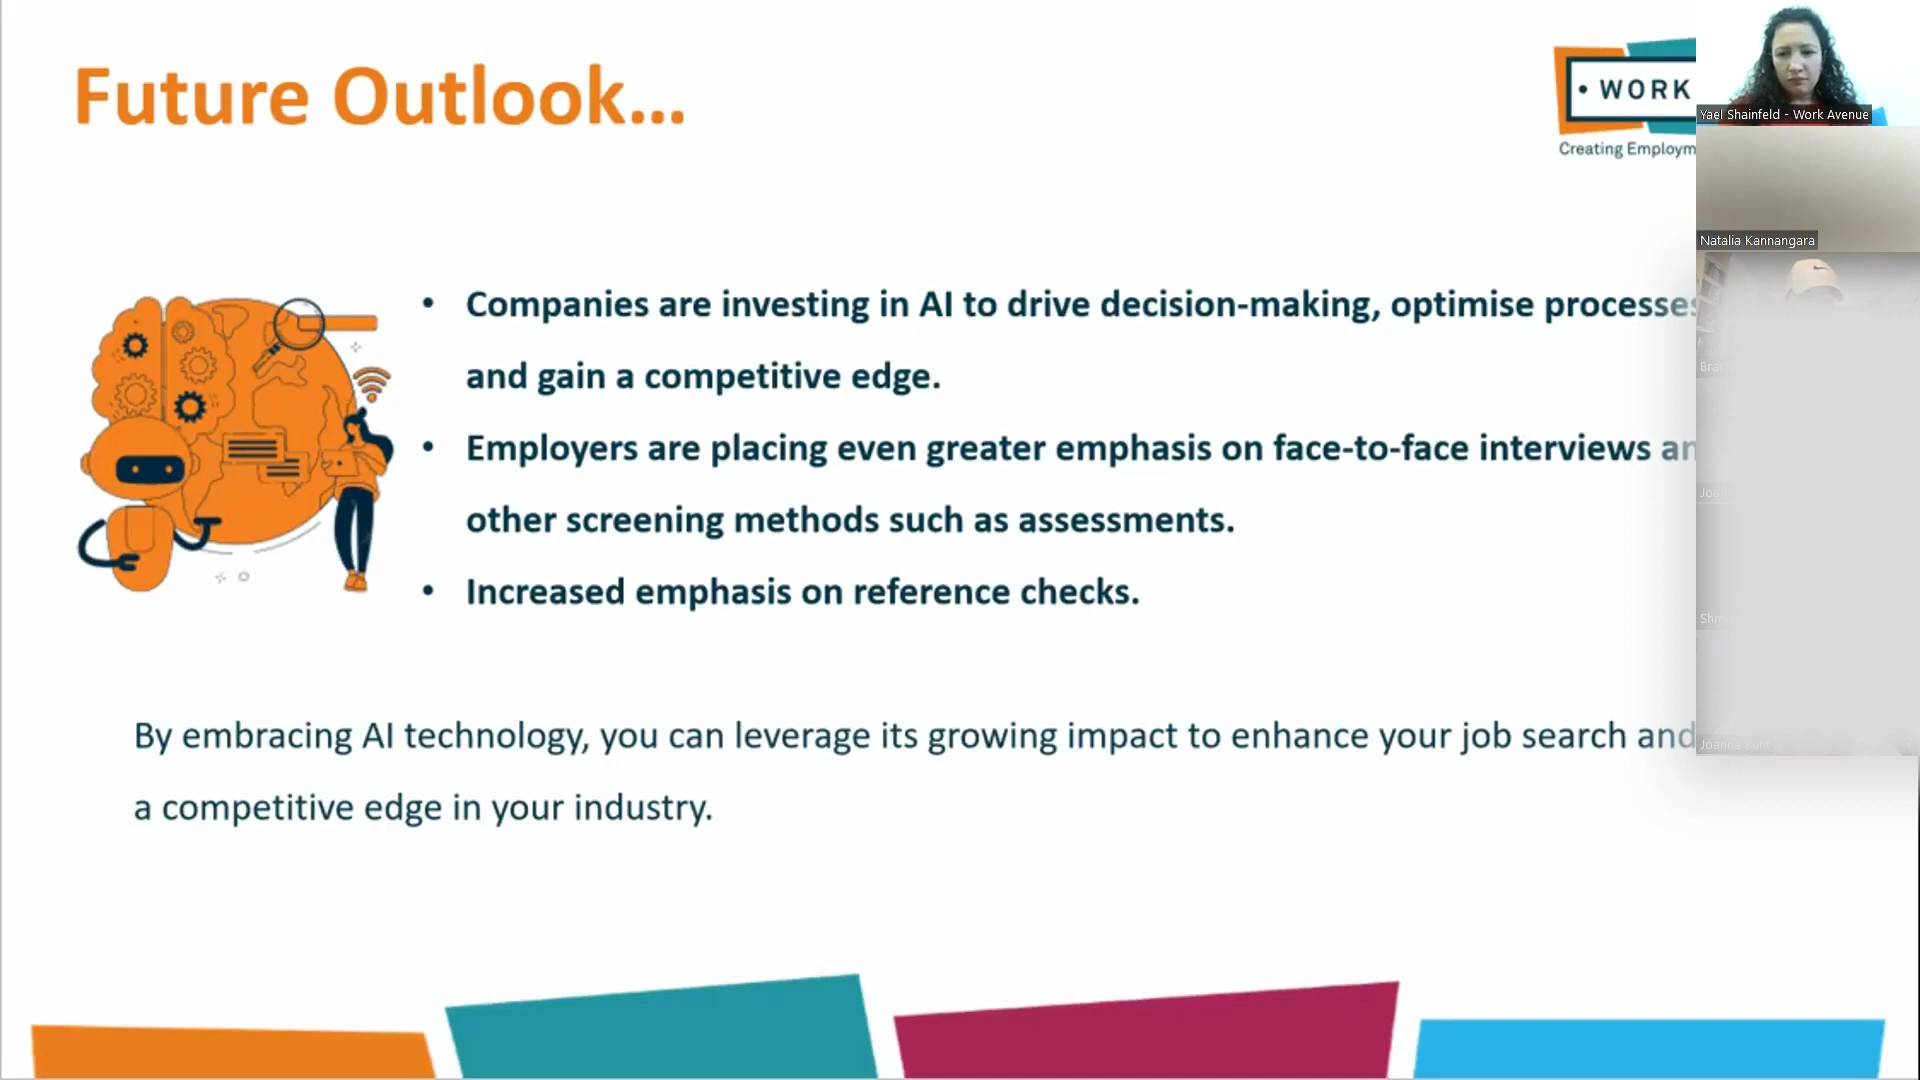 Future Outlook...
• WORK
Creating Employm
Yael Shainfeld - Work Avenue
Natalia Kannangara
• Companies are investing in AI to drive decision-making, optimise processes
and gain a competitive edge.
• Employers are placing even greater emphasis on face-to-face interviews an
other screening methods such as assessments.
• Increased emphasis on reference checks.
By embracing AI technology, you can leverage its growing impact to enhance your job search and
a competitive edge in your industry.